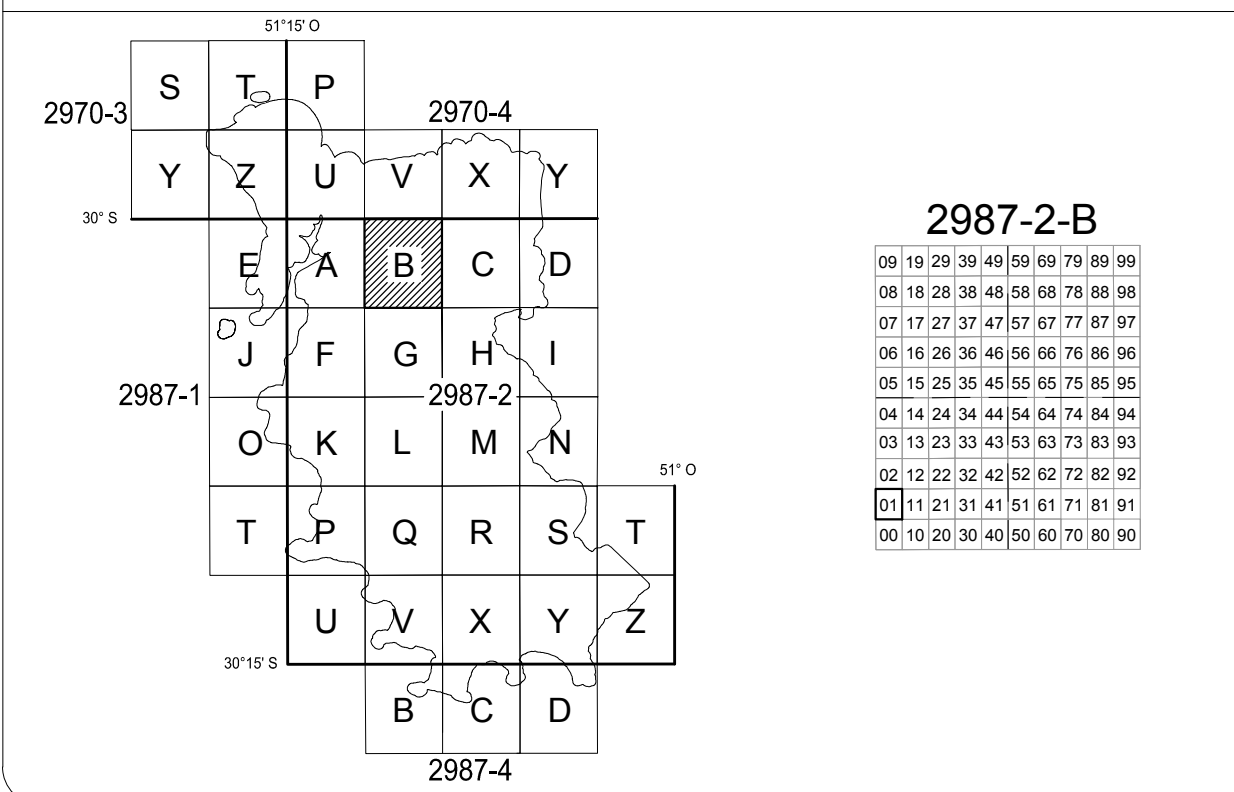 51°15' O
S T P
2970-3 2970-4
Y Z U V X Y
30° S
E A B C D
J F G H I
2987-1 2987-2
O K L M N
51° O
T P Q R S T
U V X Y Z
30°15' S
B C D
2987-4
2987-2-B
09 19 29 39 49 59 69 79 89 99
08 18 28 38 48 58 68 78 88 98
07 17 27 37 47 57 67 77 87 97
06 16 26 36 46 56 66 76 86 96
05 15 25 35 45 55 65 75 85 95
04 14 24 34 44 54 64 74 84 94
03 13 23 33 43 53 63 73 83 93
02 12 22 32 42 52 62 72 82 92
01 11 21 31 41 51 61 71 81 91
00 10 20 30 40 50 60 70 80 90